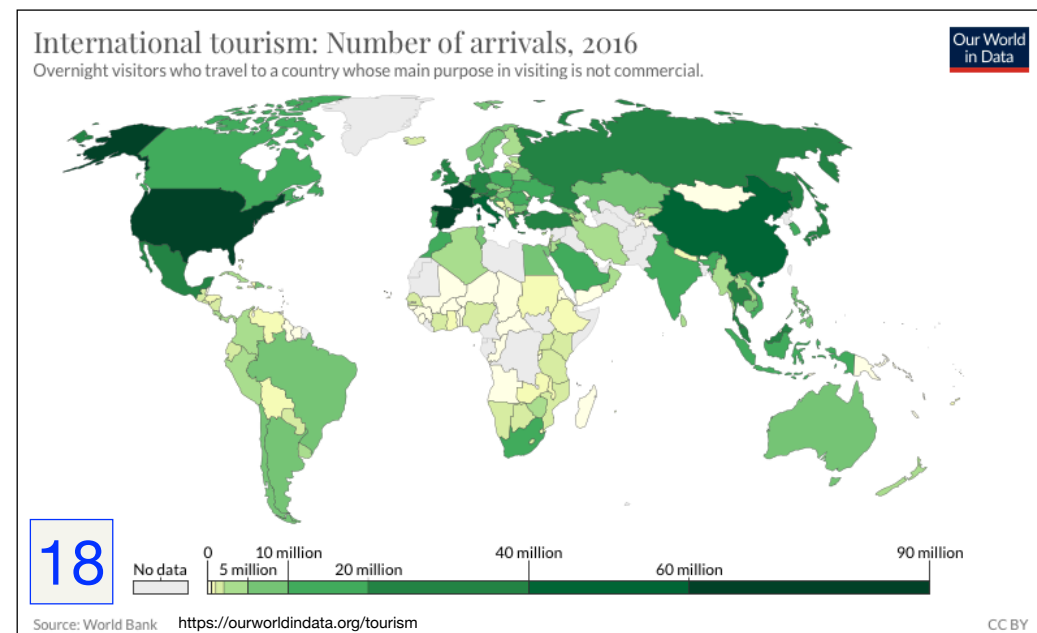 International tourism: Number of arrivals, 2016
Overnight visitors who travel to a country whose main purpose in visiting is not commercial.
Our World
in Data
18
No data
0 10 million 40 million 90 million
5 million 20 million 60 million
Source: World Bank https://ourworldindata.org/tourism CC BY